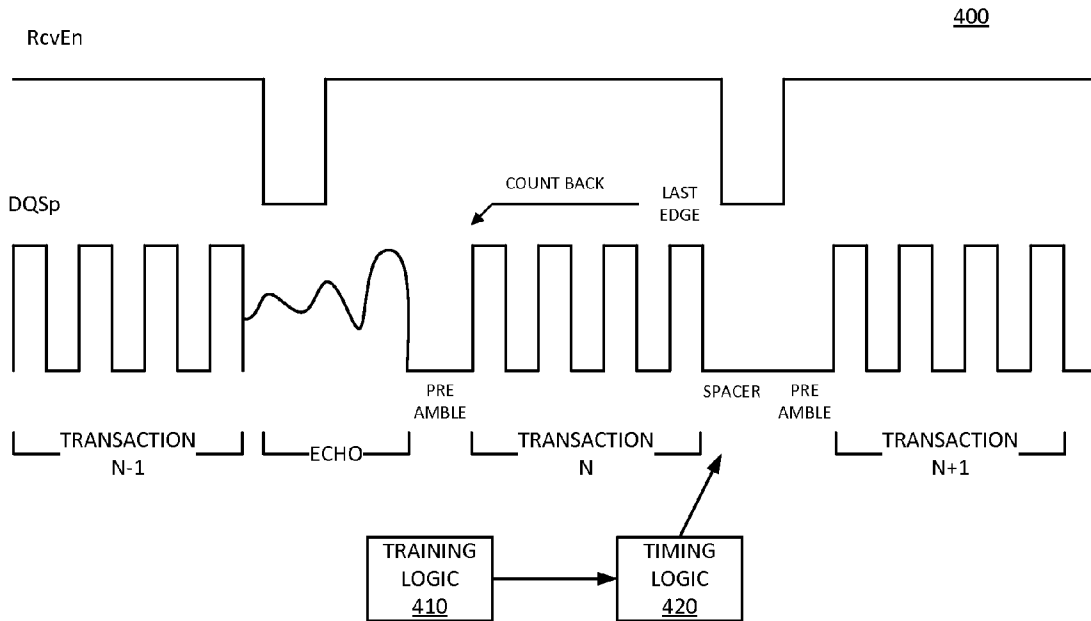 400
RcvEn
COUNT BACK
LAST
EDGE
DQSp
PRE
AMBLE
SPACER
PRE
AMBLE
TRANSACTION
N-1
ECHO
TRANSACTION
N
TRANSACTION
N+1
TRAINING
LOGIC
410
TIMING
LOGIC
420